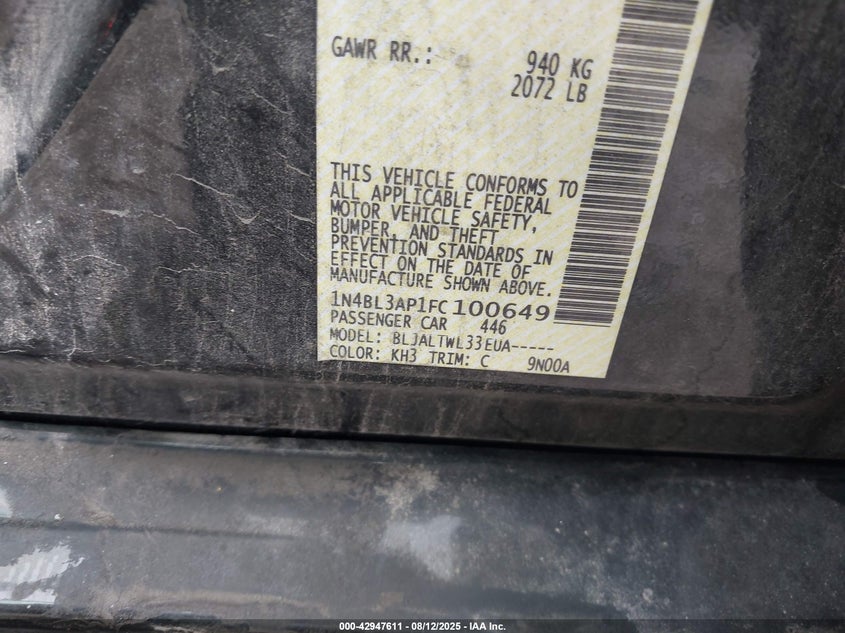 GAWR RR.: 940 KG
2072 LB
THIS VEHICLE CONFORMS TO
ALL APPLICABLE FEDERAL
MOTOR VEHICLE SAFETY,
BUMPER, AND THEFT
PREVENTION STANDARDS IN
EFFECT ON THE DATE OF
MANUFACTURE SHOWN ABOVE.
1N4BL3AP1FC100649
PASSENGER CAR 446
MODEL: BLJALTWL33EUA-----
COLOR: KH3 TRIM: C 9N00A
000-42947611 - 08/12/2025 - IAA Inc.